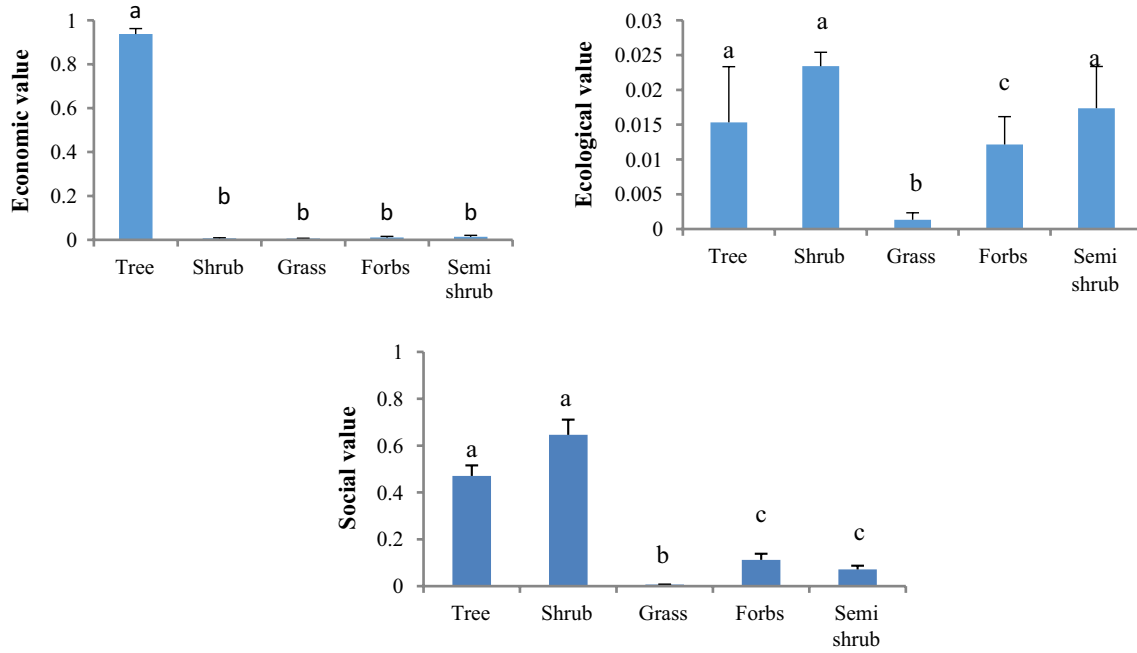 Economic value
1
0.8
0.6
0.4
0.2
0
a
b
b
b
b
Tree
Shrub
Grass
Forbs
Semi
shrub
Ecological value
0.03
0.025
0.02
0.015
0.01
0.005
0
a
a
b
c
a
Tree
Shrub
Grass
Forbs
Semi
shrub
Social value
1
0.8
0.6
0.4
0.2
0
a
a
b
c
c
Tree
Shrub
Grass
Forbs
Semi
shrub